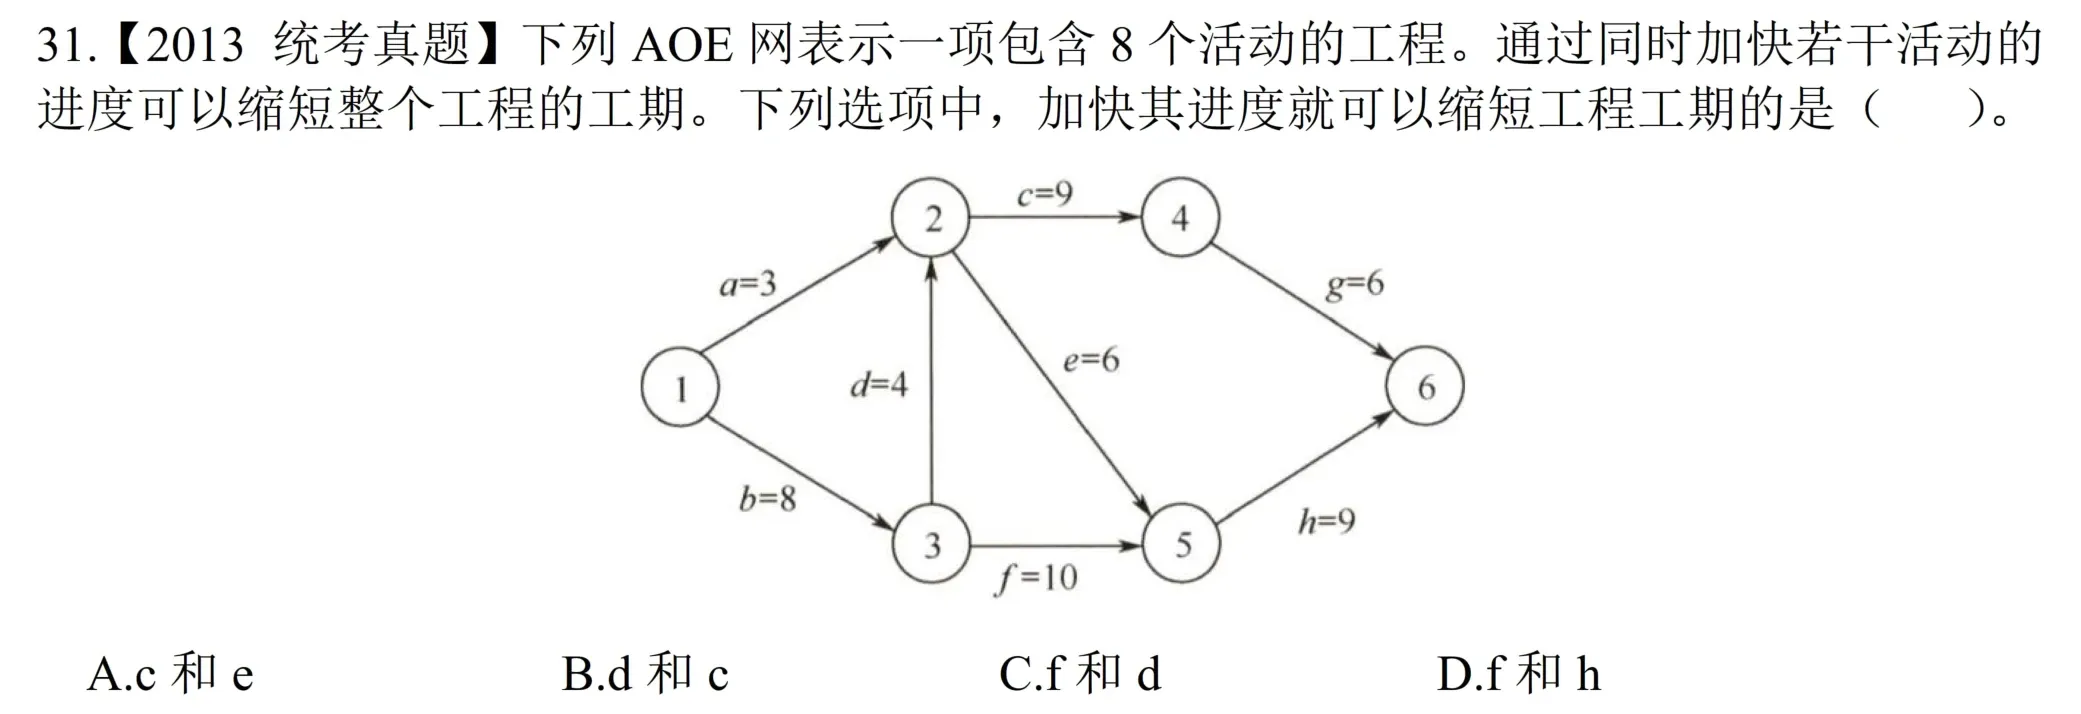 31.【2013 统考真题】下列 AOE 网表示一项包含 8 个活动的工程。通过同时加快若干活动的
进度可以缩短整个工程的工期。下列选项中，加快其进度就可以缩短工程工期的是（ ）。
2
c=9
4
a=3
g=6
1
d=4
e=6
6
b=8
3
f=10
5
h=9
A.c 和 e B.d 和 c C.f 和 d D.f 和 h